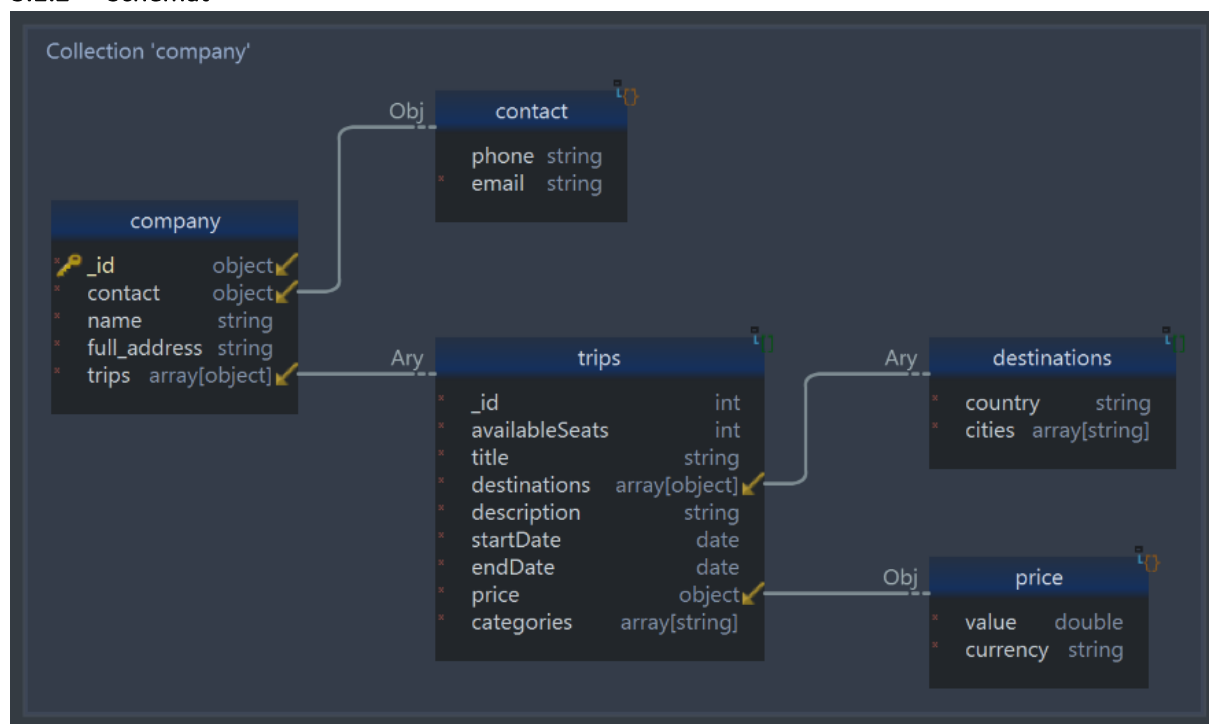 Collection 'company'
Obj
contact
phone string
email string
company
_id object
contact object
name string
full_address string
trips array[object]
Ary
trips
_id int
availableSeats int
title string
destinations array[object]
description string
startDate date
endDate date
price object
categories array[string]
Ary
destinations
country string
cities array[string]
Obj
price
value double
currency string